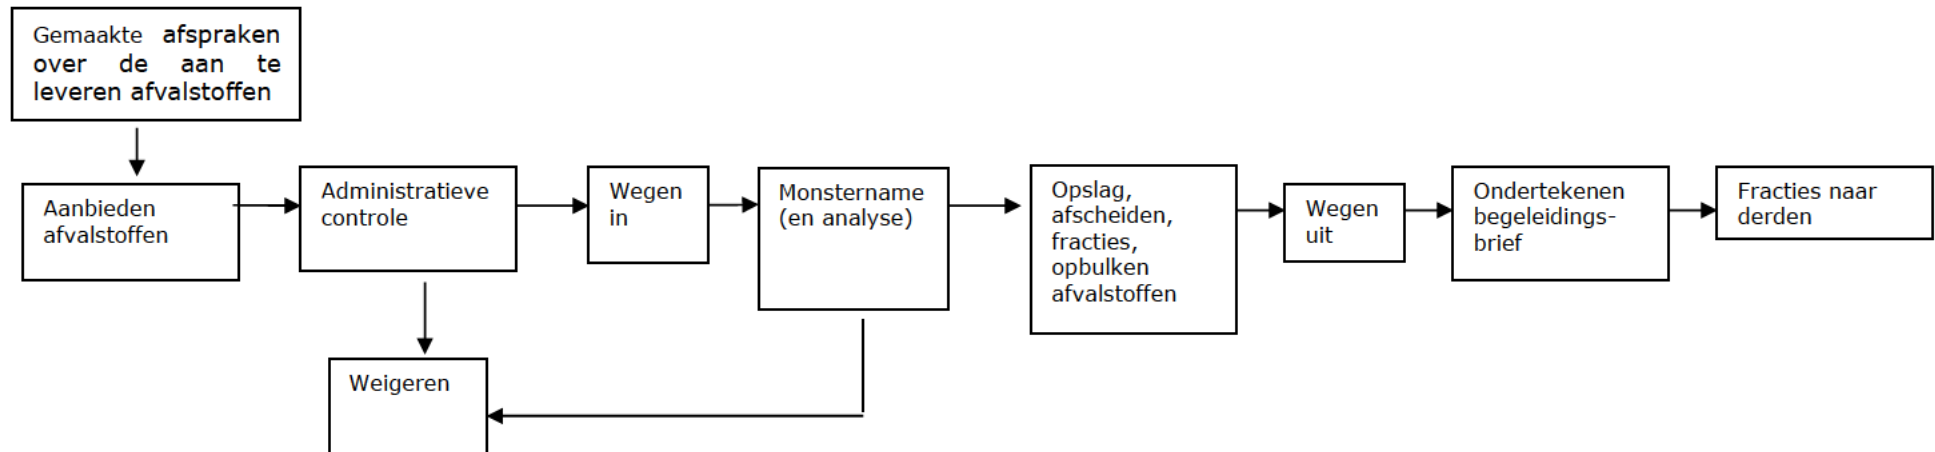 Gemaakte afspraken
over de aan te
leveren afvalstoffen
Aanbieden
afvalstoffen
Administratieve
controle
Wegen
in
Monstername
(en analyse)
Opslag,
afscheiden,
fracties,
opbulken
afvalstoffen
Wegen
uit
Ondertekenen
begeleidings-
brief
Fracties naar
derden
Weigeren